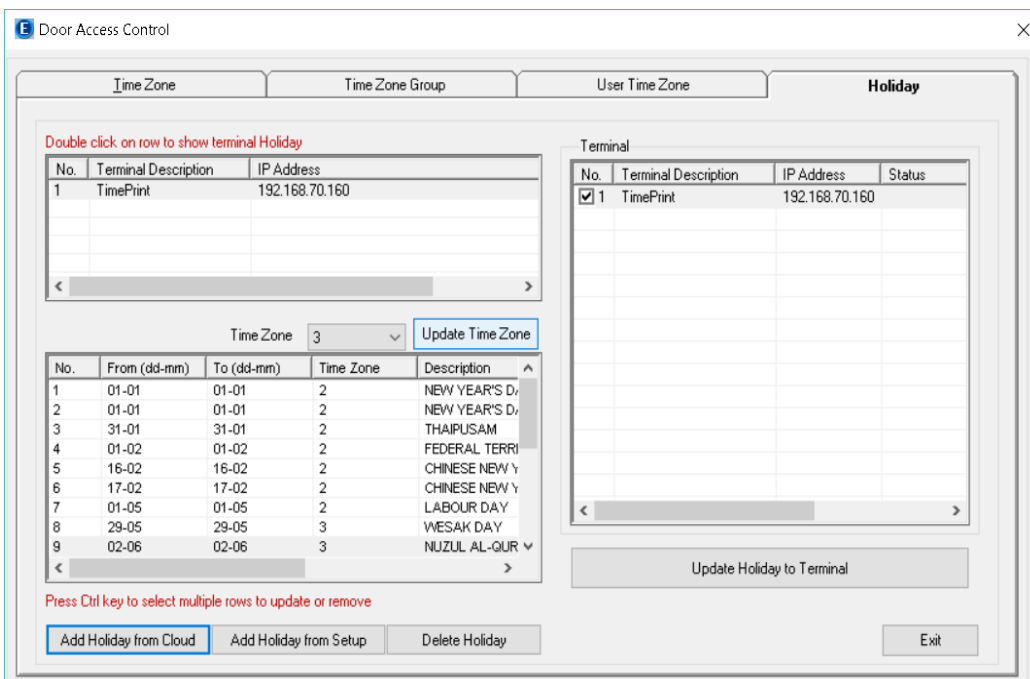 Door Access Control
Time Zone
Time Zone Group
User Time Zone
Holiday
Double click on row to show terminal Holiday
No. Terminal Description IP Address
1 TimePrint 192.168.70.160
Time Zone 3 Update Time Zone
No. From (dd-mm) To (dd-mm) Time Zone Description
1 01-01 01-01 2 NEW YEAR'S DA
2 01-01 01-01 2 NEW YEAR'S DA
3 31-01 31-01 2 THAIPUSAM
4 01-02 01-02 2 FEDERAL TERRI
5 16-02 16-02 2 CHINESE NEW Y
6 17-02 17-02 2 CHINESE NEW Y
7 01-05 01-05 2 LABOUR DAY
8 29-05 29-05 3 WESAK DAY
9 02-06 02-06 3 NUZUL AL-QUR
Press Ctrl key to select multiple rows to update or remove
Add Holiday from Cloud Add Holiday from Setup Delete Holiday
Terminal
No. Terminal Description IP Address Status
1 TimePrint 192.168.70.160
Update Holiday to Terminal
Exit